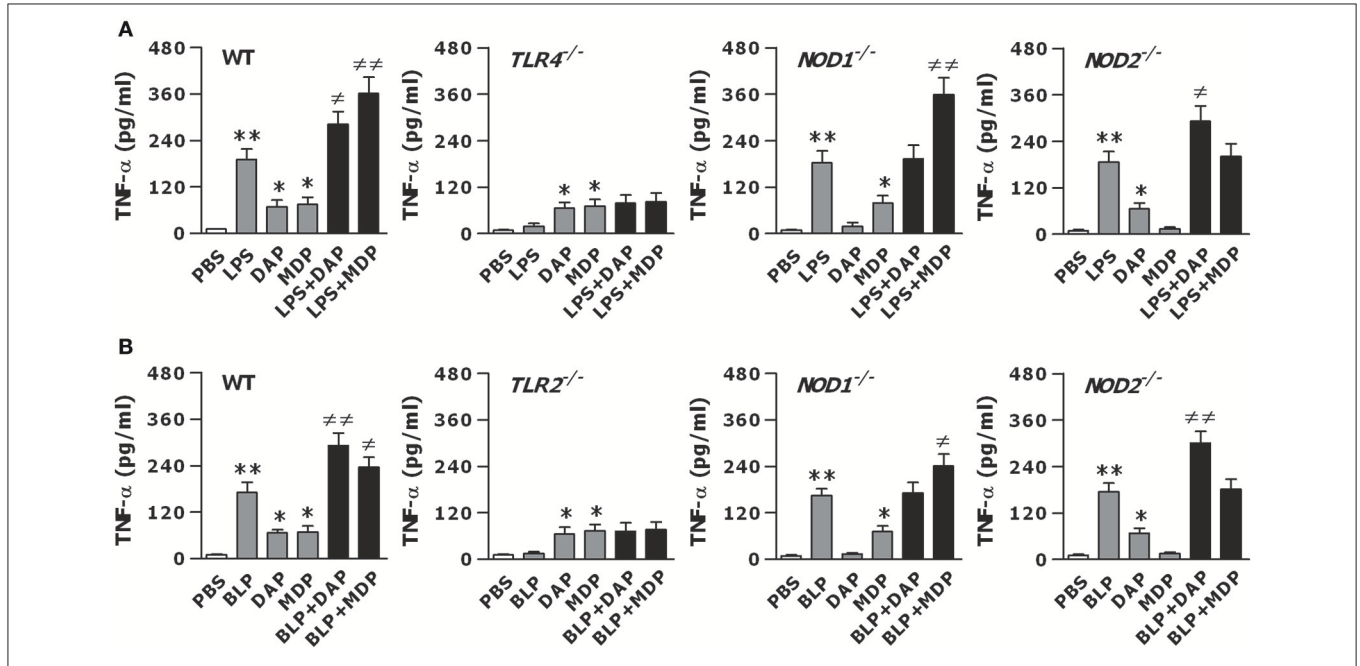 A
WT
TLR4-/-
NOD1-/-
NOD2-/-
TNF-α (pg/ml)
480
360
240
120
0
** * * ≠ ≠≠
PBS LPS DAP MDP LPS+DAP LPS+MDP
TNF-α (pg/ml)
480
360
240
120
0
* *
PBS LPS DAP MDP LPS+DAP LPS+MDP
TNF-α (pg/ml)
480
360
240
120
0
** * ≠≠
PBS LPS DAP MDP LPS+DAP LPS+MDP
TNF-α (pg/ml)
480
360
240
120
0
** * ≠
PBS LPS DAP MDP LPS+DAP LPS+MDP
B
WT
TLR2-/-
NOD1-/-
NOD2-/-
TNF-α (pg/ml)
480
360
240
120
0
** * * ≠≠ ≠
PBS BLP DAP MDP BLP+DAP BLP+MDP
TNF-α (pg/ml)
480
360
240
120
0
* *
PBS BLP DAP MDP BLP+DAP BLP+MDP
TNF-α (pg/ml)
480
360
240
120
0
** * ≠
PBS BLP DAP MDP BLP+DAP BLP+MDP
TNF-α (pg/ml)
480
360
240
120
0
** * ≠≠
PBS BLP DAP MDP BLP+DAP BLP+MDP